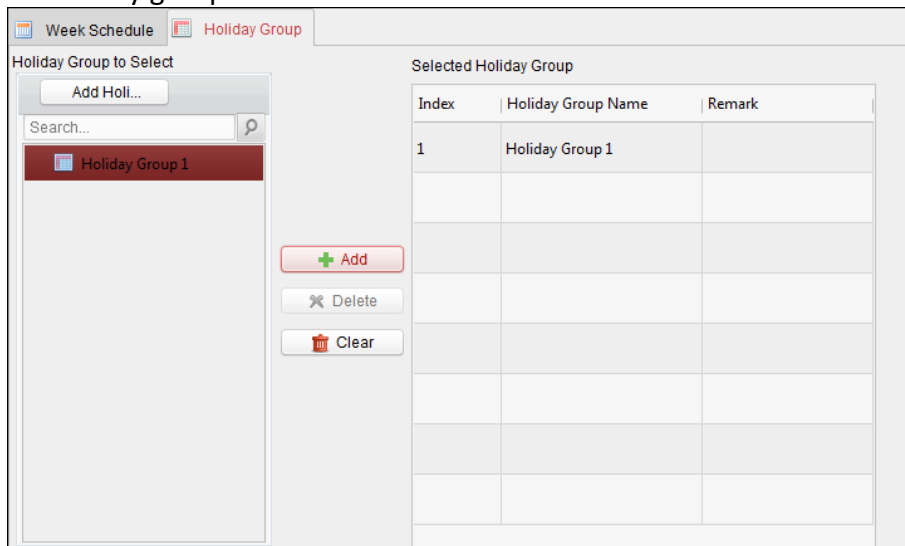 Week Schedule Holiday Group
Holiday Group to Select
Add Holi...
Search...
Holiday Group 1
Add
Delete
Clear
Selected Holiday Group
Index Holiday Group Name Remark
1 Holiday Group 1